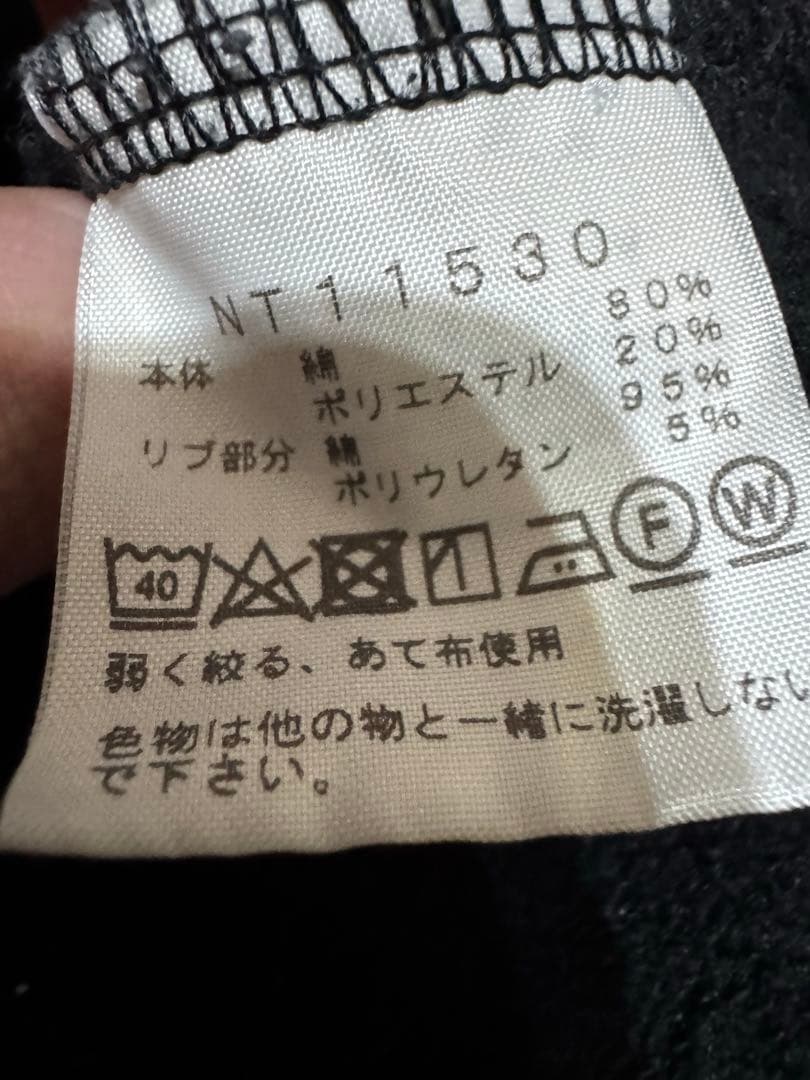 NT11530
本体 綿 80%
ポリエステル 20%
リブ部分 綿 95%
ポリウレタン 5%
40 F W
弱く絞る、あて布使用
色物は他の物と一緒に洗濯しない
で下さい。